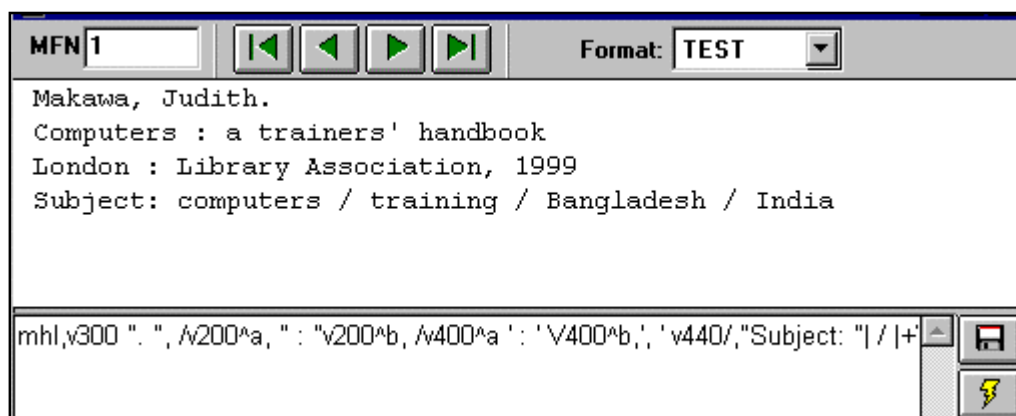 MFN 1 Format: TEST
Makawa, Judith.
Computers : a trainers' handbook
London : Library Association, 1999
Subject: computers / training / Bangladesh / India
mhl,v300 ". ", /v200^a, " : "v200^b, /v400^a ' : ' V400^b,', ' v440/,"Subject: "| / |+